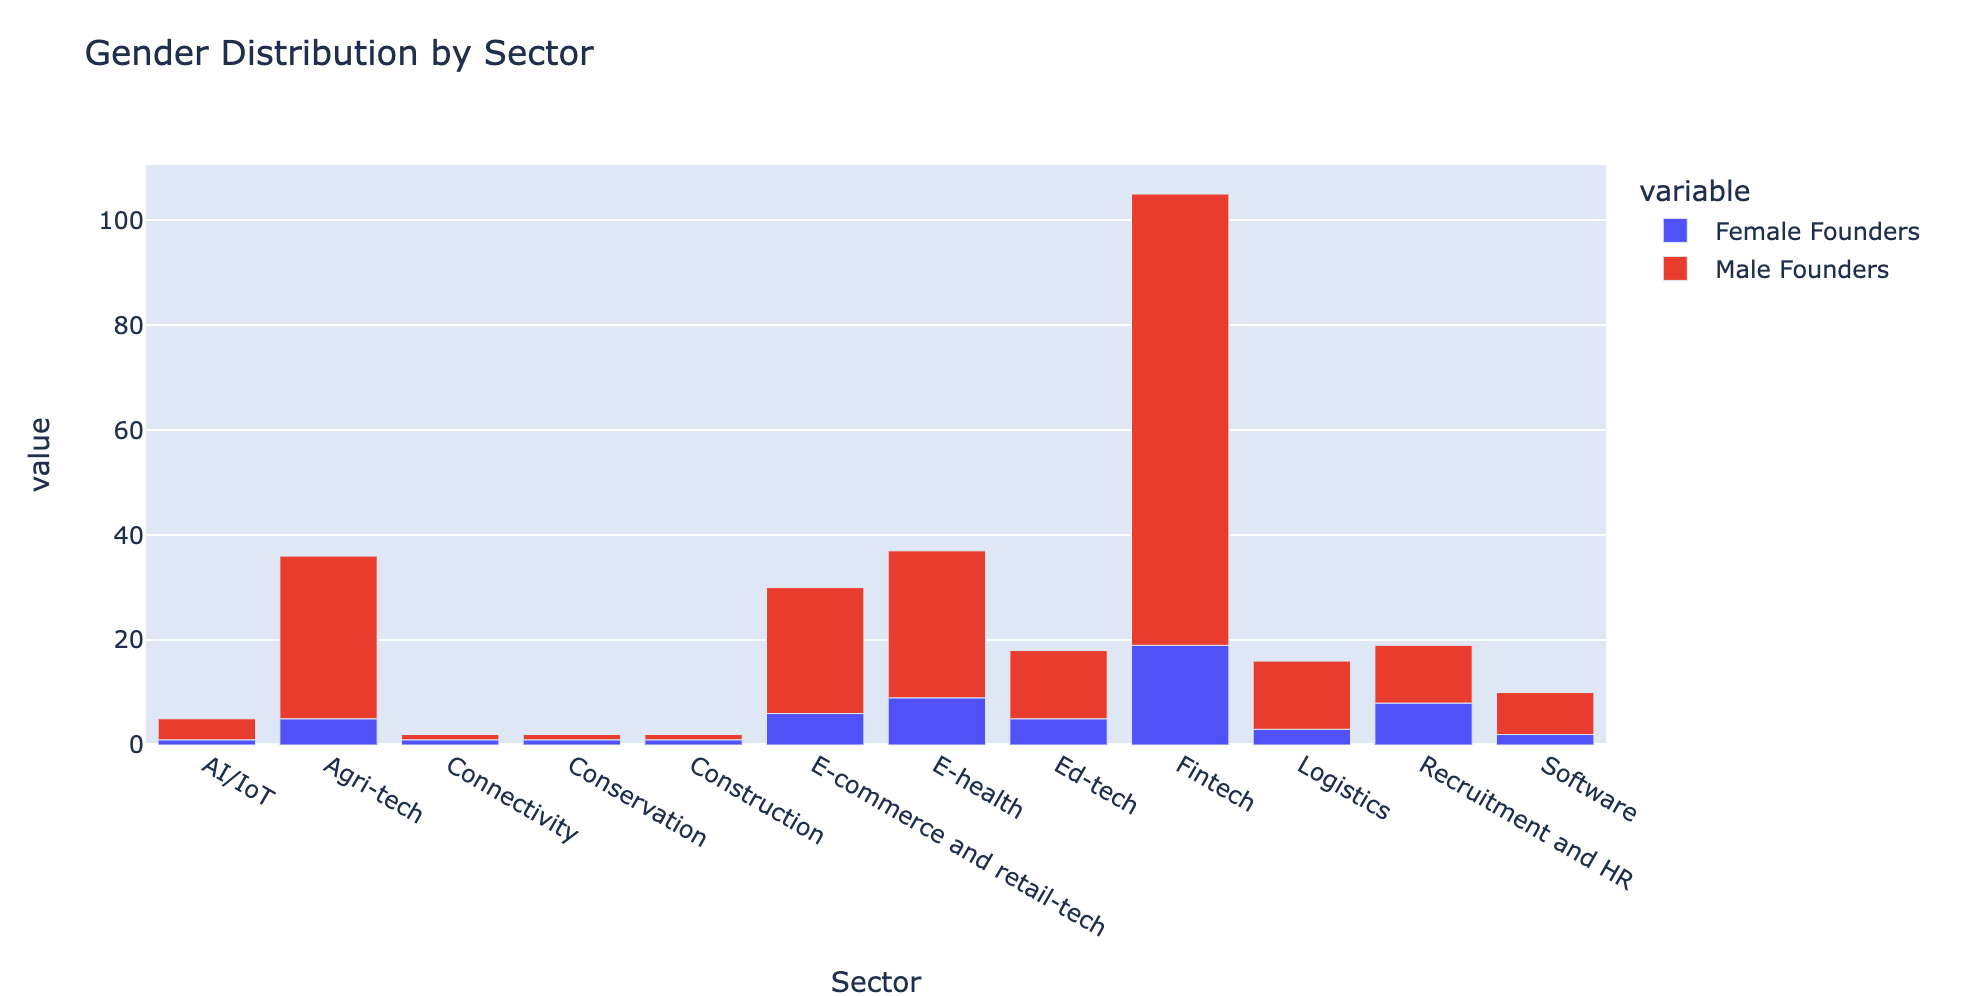 Gender Distribution by Sector
variable
Female Founders
Male Founders
value
100
80
60
40
20
0
AI/IoT
Agri-tech
Connectivity
Conservation
Construction
E-commerce and retail-tech
E-health
Ed-tech
Fintech
Logistics
Recruitment and HR
Software
Sector